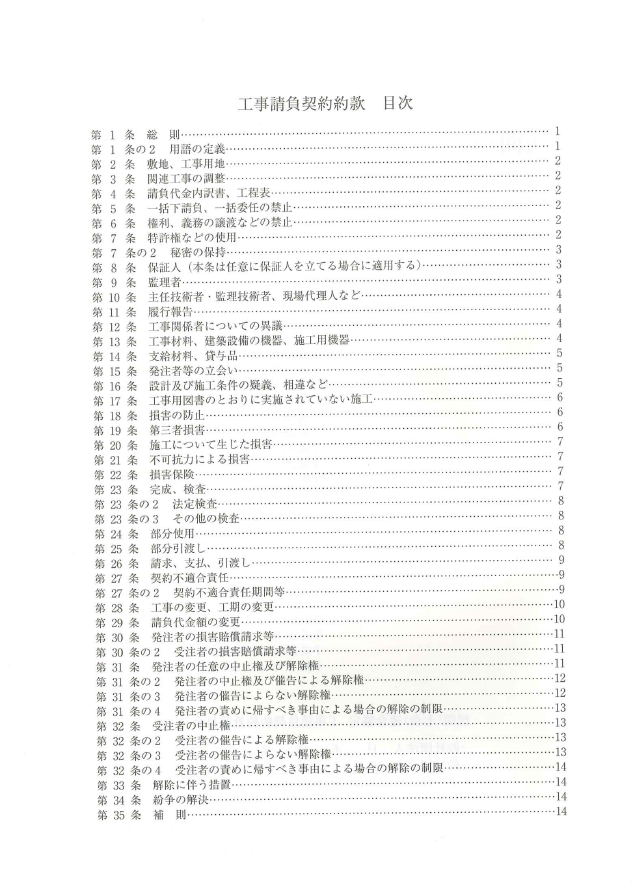 工事請負契約約款　目次
第 1 条　総　則…… 1
第 1 条の2　用語の定義…… 1
第 2 条　敷地、工事用地…… 2
第 3 条　関連工事の調整…… 2
第 4 条　請負代金内訳書、工程表…… 2
第 5 条　一括下請負、一括委任の禁止…… 2
第 6 条　権利、義務の譲渡などの禁止…… 2
第 7 条　特許権などの使用…… 2
第 7 条の2　秘密の保持…… 3
第 8 条　保証人（本条は任意に保証人を立てる場合に適用する）…… 3
第 9 条　監理者…… 3
第 10 条　主任技術者・監理技術者、現場代理人など…… 4
第 11 条　履行報告…… 4
第 12 条　工事関係者についての異議…… 4
第 13 条　工事材料、建築設備の機器、施工用機器…… 4
第 14 条　支給材料、貸与品…… 5
第 15 条　発注者等の立会い…… 5
第 16 条　設計及び施工条件の疑義、相違など…… 5
第 17 条　工事用図書のとおりに実施されていない施工…… 6
第 18 条　損害の防止…… 6
第 19 条　第三者損害…… 6
第 20 条　施工について生じた損害…… 7
第 21 条　不可抗力による損害…… 7
第 22 条　損害保険…… 7
第 23 条　完成、検査…… 7
第 23 条の2　法定検査…… 8
第 23 条の3　その他の検査…… 8
第 24 条　部分使用…… 8
第 25 条　部分引渡し…… 8
第 26 条　請求、支払、引渡し…… 9
第 27 条　契約不適合責任…… 9
第 27 条の2　契約不適合責任期間等…… 9
第 28 条　工事の変更、工期の変更…… 10
第 29 条　請負代金額の変更…… 10
第 30 条　発注者の損害賠償請求等…… 11
第 30 条の2　受注者の損害賠償請求等…… 11
第 31 条　発注者の任意の中止権及び解除権…… 11
第 31 条の2　発注者の中止権及び催告による解除権…… 12
第 31 条の3　発注者の催告によらない解除権…… 12
第 31 条の4　発注者の責めに帰すべき事由による場合の解除の制限…… 13
第 32 条　受注者の中止権…… 13
第 32 条の2　受注者の催告による解除権…… 13
第 32 条の3　受注者の催告によらない解除権…… 13
第 32 条の4　受注者の責めに帰すべき事由による場合の解除の制限…… 14
第 33 条　解除に伴う措置…… 14
第 34 条　紛争の解決…… 14
第 35 条　補　則…… 14